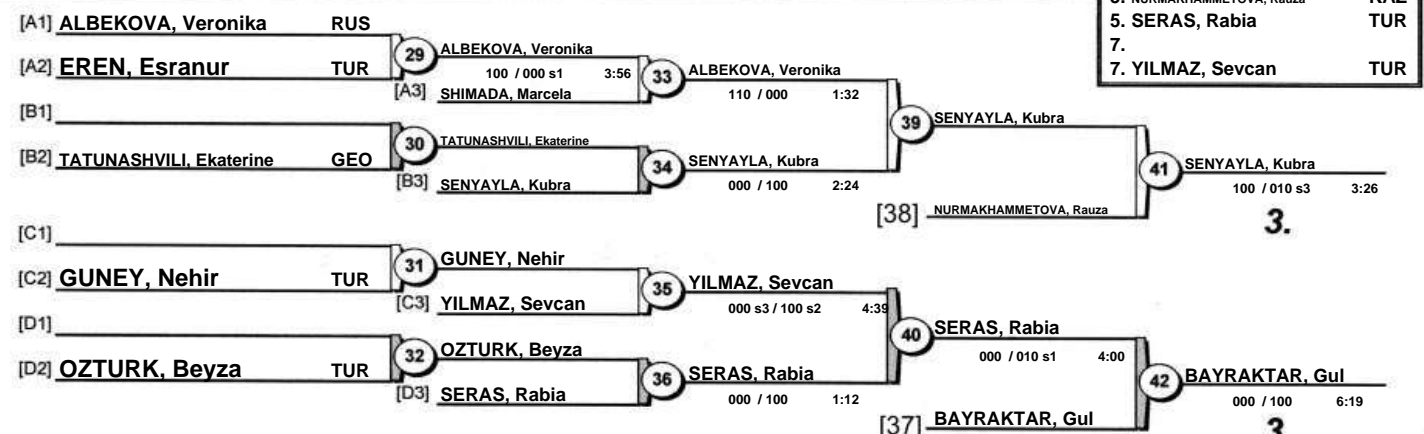 5. NURMAKHAMMETOVA, Rauza KAZ
5. SERAS, Rabia TUR
7.
7. YILMAZ, Sevcan TUR
[A1] ALBEKOVA, Veronika RUS
29
ALBEKOVA, Veronika
[A2] EREN, Esranur TUR
100 / 000 s1 3:56
33
ALBEKOVA, Veronika
[A3] SHIMADA, Marcela
110 / 000 1:32
[B1]
39
SENYAYLA, Kubra
30
TATUNASHVILI, Ekaterine
[B2] TATUNASHVILI, Ekaterine GEO
34
SENYAYLA, Kubra
41
SENYAYLA, Kubra
[B3] SENYAYLA, Kubra
000 / 100 2:24
100 / 010 s3 3:26
[38] NURMAKHAMMETOVA, Rauza
3.
[C1]
31
GUNEY, Nehir
[C2] GUNEY, Nehir TUR
35
YILMAZ, Sevcan
[C3] YILMAZ, Sevcan
000 s3 / 100 s2 4:39
[D1]
40
SERAS, Rabia
32
OZTURK, Beyza
000 / 010 s1 4:00
[D2] OZTURK, Beyza TUR
36
SERAS, Rabia
42
BAYRAKTAR, Gul
[D3] SERAS, Rabia
000 / 100 1:12
000 / 100 6:19
[37] BAYRAKTAR, Gul
3